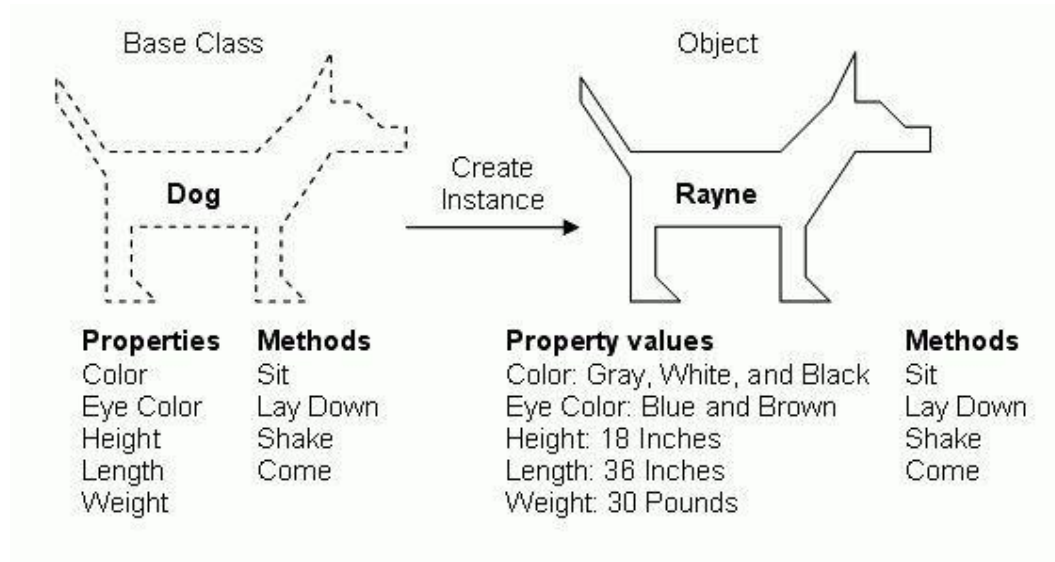 Base Class
Object
Dog
Create
Instance
Rayne
Properties
Color
Eye Color
Height
Length
Weight
Methods
Sit
Lay Down
Shake
Come
Property values
Color: Gray, White, and Black
Eye Color: Blue and Brown
Height: 18 Inches
Length: 36 Inches
Weight: 30 Pounds
Methods
Sit
Lay Down
Shake
Come